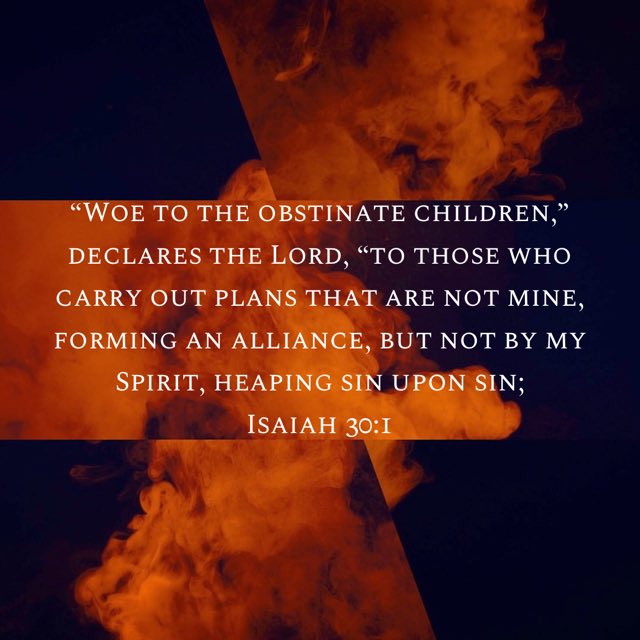 “Woe to the obstinate children,”
declares the Lord, “to those who
carry out plans that are not mine,
forming an alliance, but not by my
Spirit, heaping sin upon sin;
Isaiah 30:1